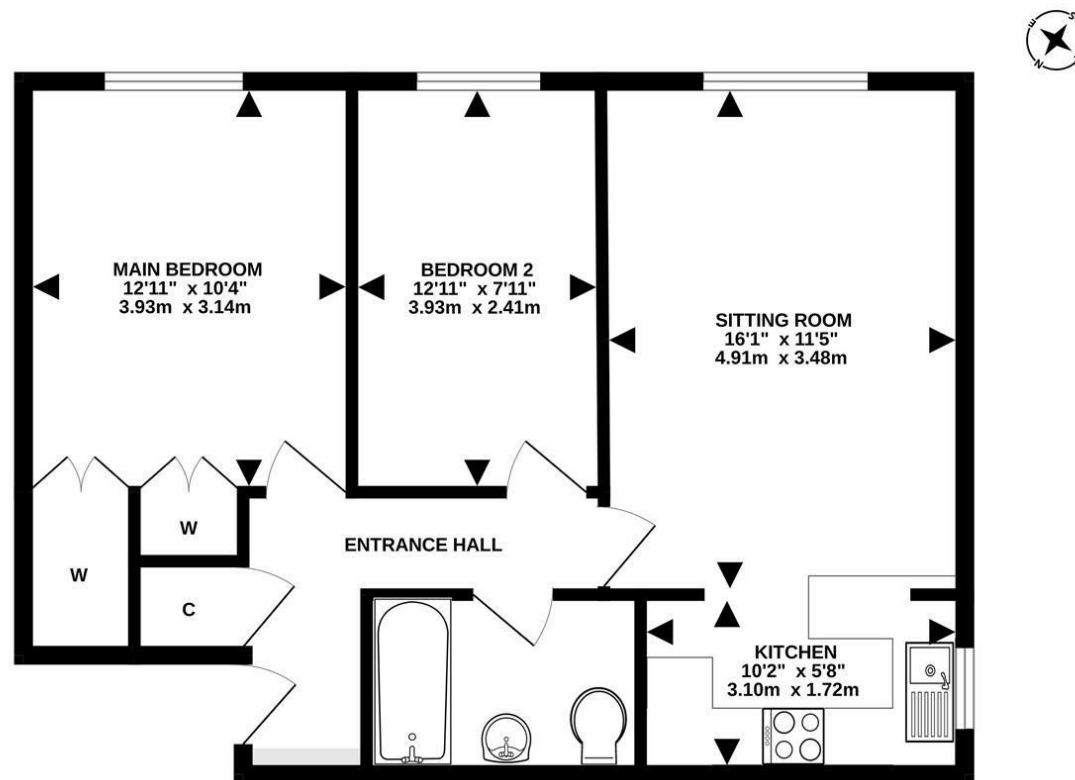 E S
N
MAIN BEDROOM
12'11" x 10'4"
3.93m x 3.14m
BEDROOM 2
12'11" x 7'11"
3.93m x 2.41m
SITTING ROOM
16'1" x 11'5"
4.91m x 3.48m
W
W
ENTRANCE HALL
C
KITCHEN
10'2" x 5'8"
3.10m x 1.72m